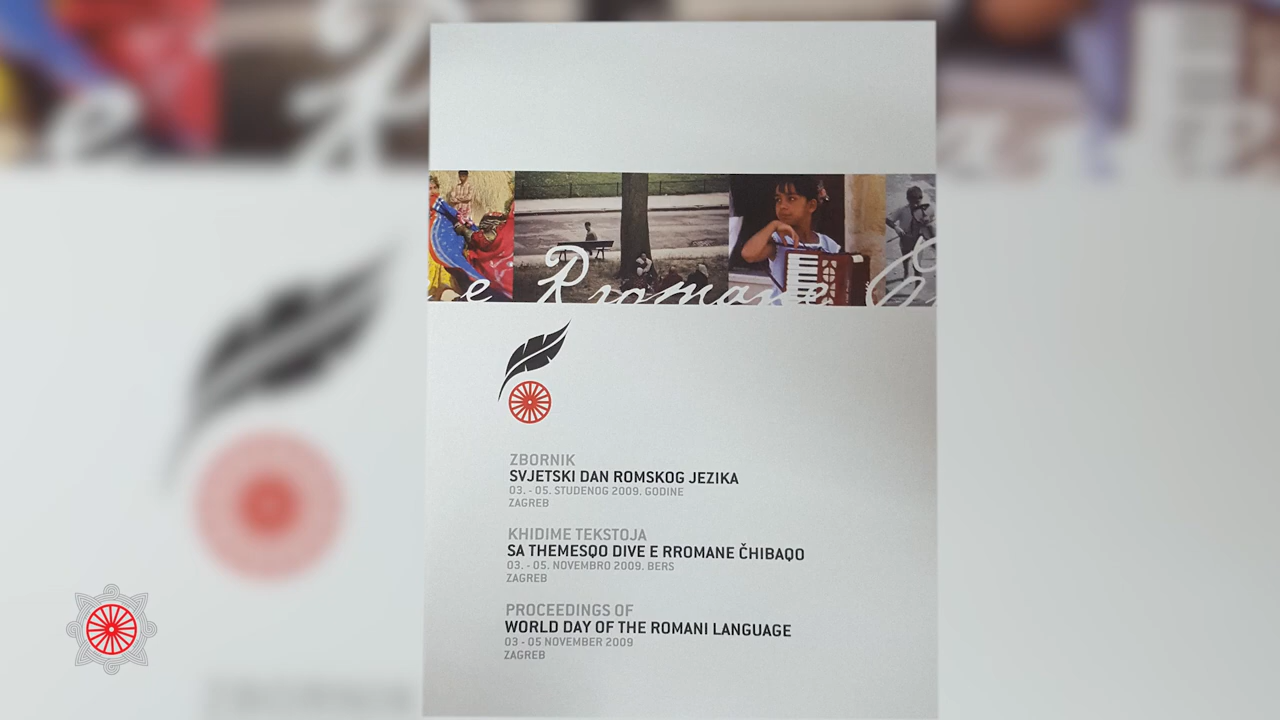 e Rromane
ZBORNIK
SVJETSKI DAN ROMSKOG JEZIKA
03. - 05. STUDENOG 2009. GODINE
ZAGREB
KHIDIME TEKSTOJA
SA THEMESQO DIVE E RROMANE ČHIBAQO
03. - 05. NOVEMBRO 2009. BERS
ZAGREB
PROCEEDINGS OF
WORLD DAY OF THE ROMANI LANGUAGE
03 - 05 NOVEMBER 2009
ZAGREB